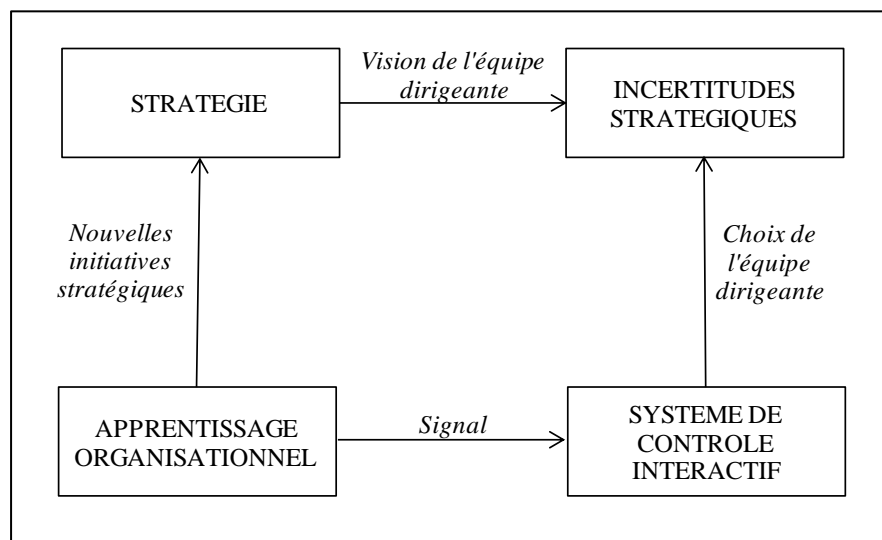 STRATEGIE
Vision de l'équipe
dirigeante
INCERTITUDES
STRATEGIQUES
Nouvelles
initiatives
stratégiques
Choix de
l'équipe
dirigeante
APPRENTISSAGE
ORGANISATIONNEL
Signal
SYSTEME DE
CONTROLE
INTERACTIF